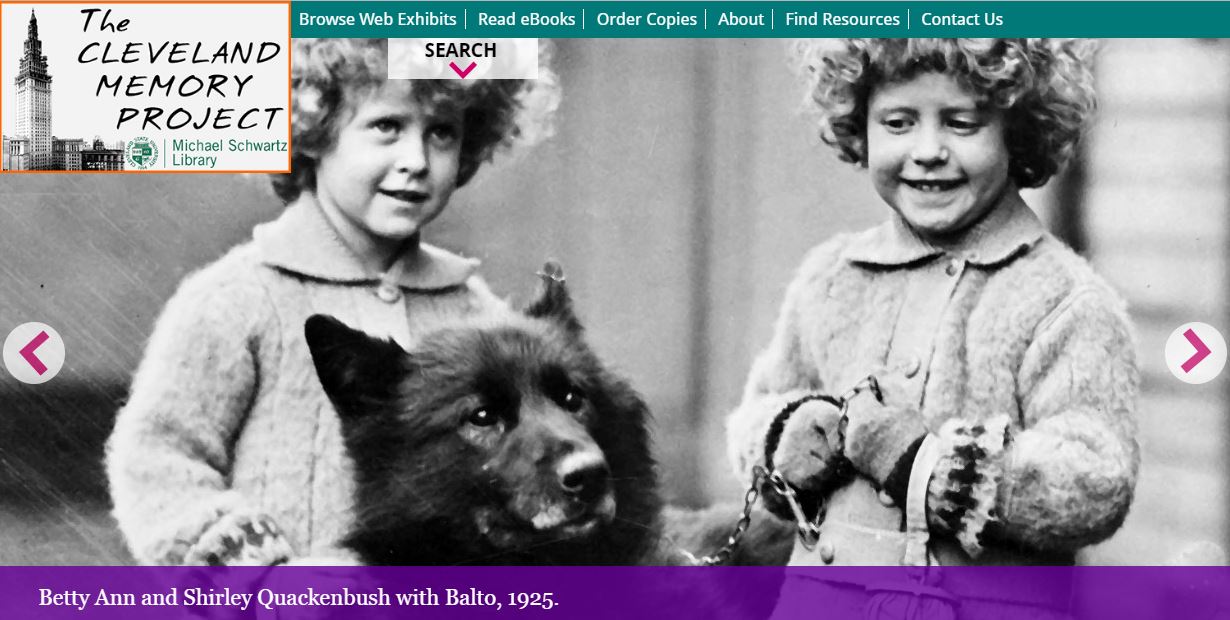 The
CLEVELAND
MEMORY
PROJECT
Michael Schwartz
Library
Browse Web Exhibits
Read eBooks
Order Copies
About
Find Resources
Contact Us
SEARCH
Betty Ann and Shirley Quackenbush with Balto, 1925.